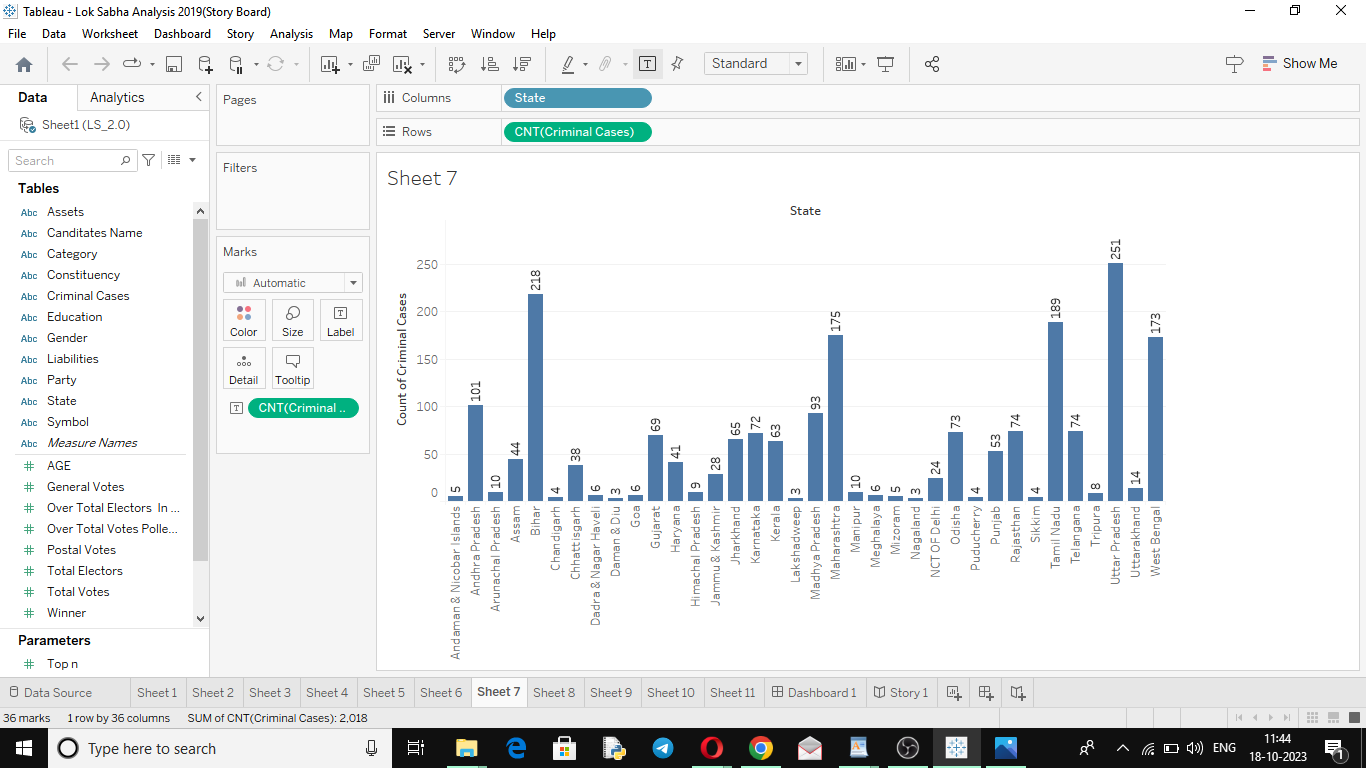 Tableau - Lok Sabha Analysis 2019(Story Board)
File Data Worksheet Dashboard Story Analysis Map Format Server Window Help
Standard
Show Me
Data Analytics
Sheet1 (LS_2.0)
Search
Tables
Abc Assets
Abc Canditates Name
Abc Category
Abc Constituency
Abc Criminal Cases
Abc Education
Abc Gender
Abc Liabilities
Abc Party
Abc State
Abc Symbol
Abc Measure Names
# AGE
# General Votes
# Over Total Electors In ...
# Over Total Votes Polle...
# Postal Votes
# Total Electors
# Total Votes
# Winner
Parameters
# Top n
Pages
Filters
Marks
Automatic
Color Size Label
Detail Tooltip
CNT(Criminal ..
Columns State
Rows CNT(Criminal Cases)
Sheet 7
State
Count of Criminal Cases
250
200
150
100
50
0
5
101
10
44
218
4
38
6
3
6
69
41
9
28
65
72
63
3
93
175
10
6
5
3
24
73
4
53
74
4
189
74
8
251
14
173
Andaman & Nicobar Islands
Andhra Pradesh
Arunachal Pradesh
Assam
Bihar
Chandigarh
Chhattisgarh
Dadra & Nagar Haveli
Daman & Diu
Goa
Gujarat
Haryana
Himachal Pradesh
Jammu & Kashmir
Jharkhand
Karnataka
Kerala
Lakshadweep
Madhya Pradesh
Maharashtra
Manipur
Meghalaya
Mizoram
Nagaland
NCT OF Delhi
Odisha
Puducherry
Punjab
Rajasthan
Sikkim
Tamil Nadu
Telangana
Tripura
Uttar Pradesh
Uttarakhand
West Bengal
Data Source Sheet 1 Sheet 2 Sheet 3 Sheet 4 Sheet 5 Sheet 6 Sheet 7 Sheet 8 Sheet 9 Sheet 10 Sheet 11 Dashboard 1 Story 1
36 marks 1 row by 36 columns SUM of CNT(Criminal Cases): 2,018
Type here to search
ENG
11:44
18-10-2023
1